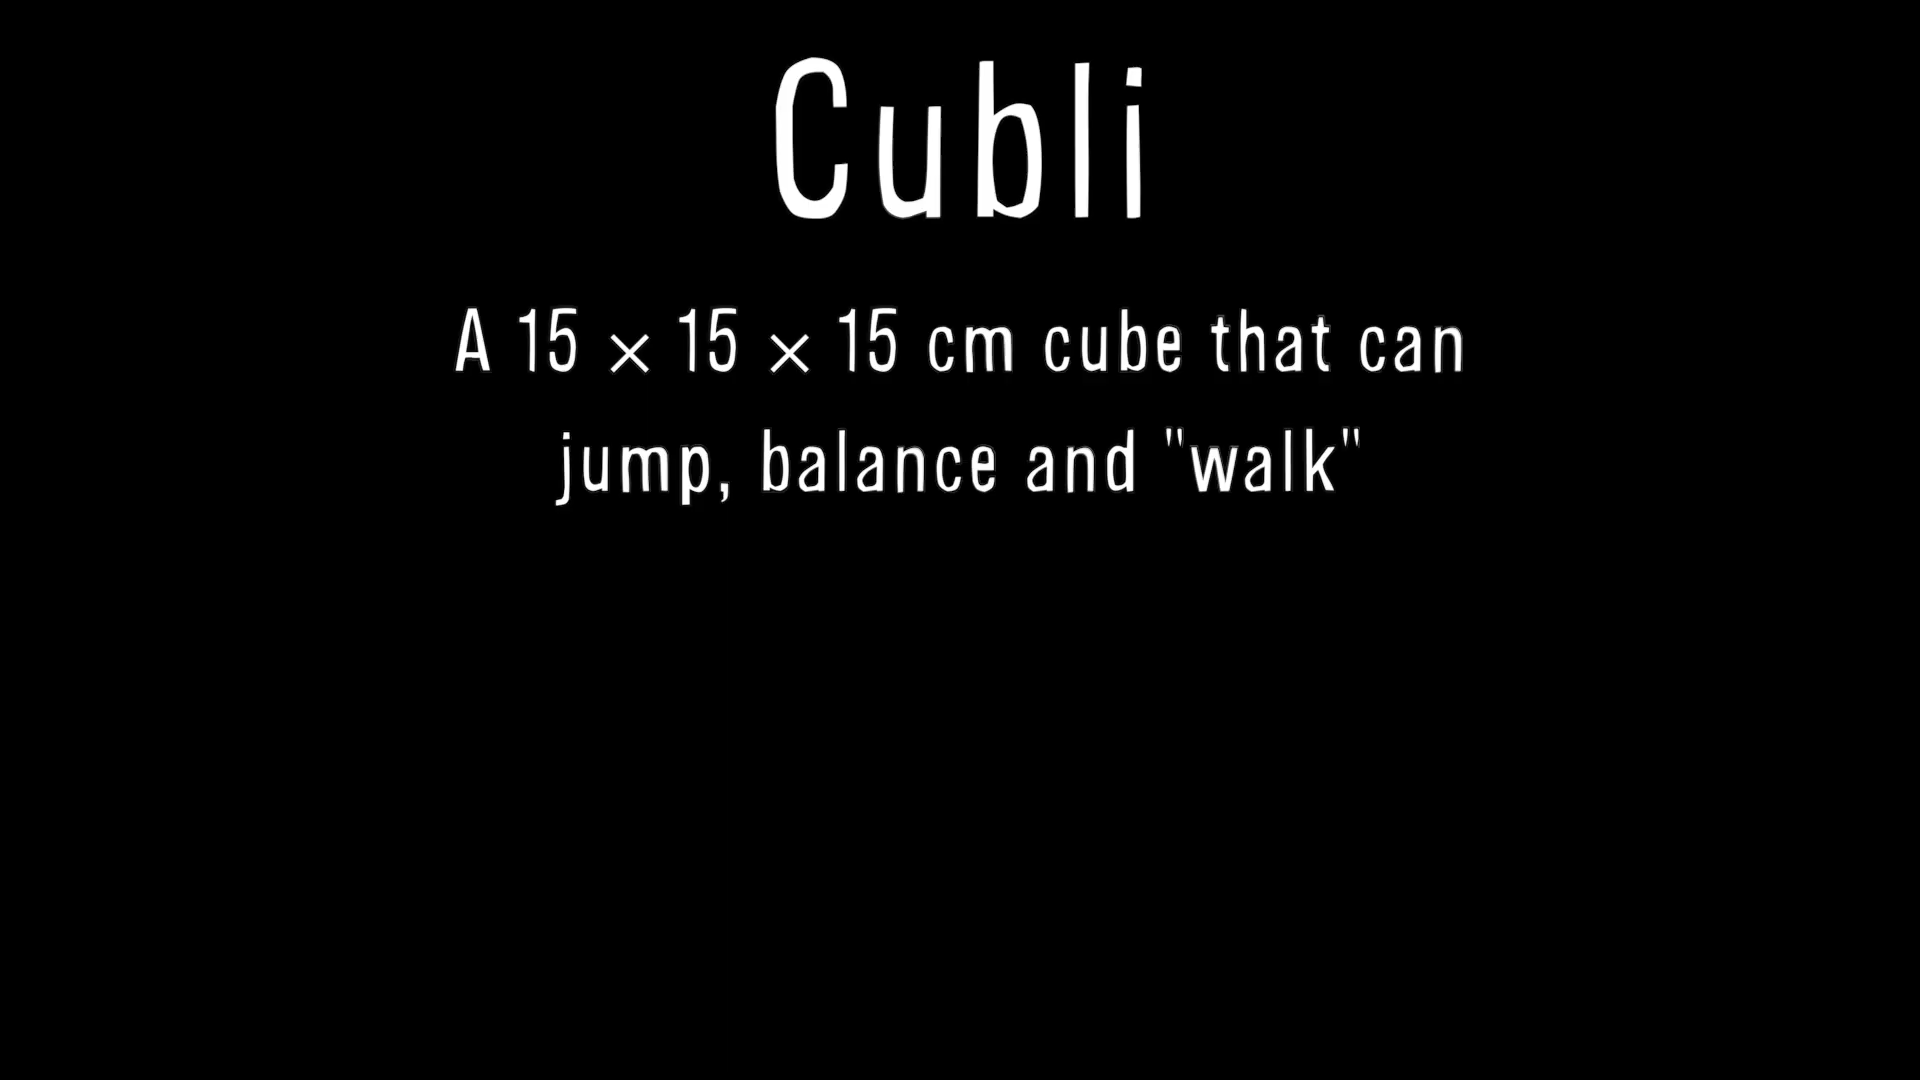 Cubli
A 15 × 15 × 15 cm cube that can
jump, balance and "walk"